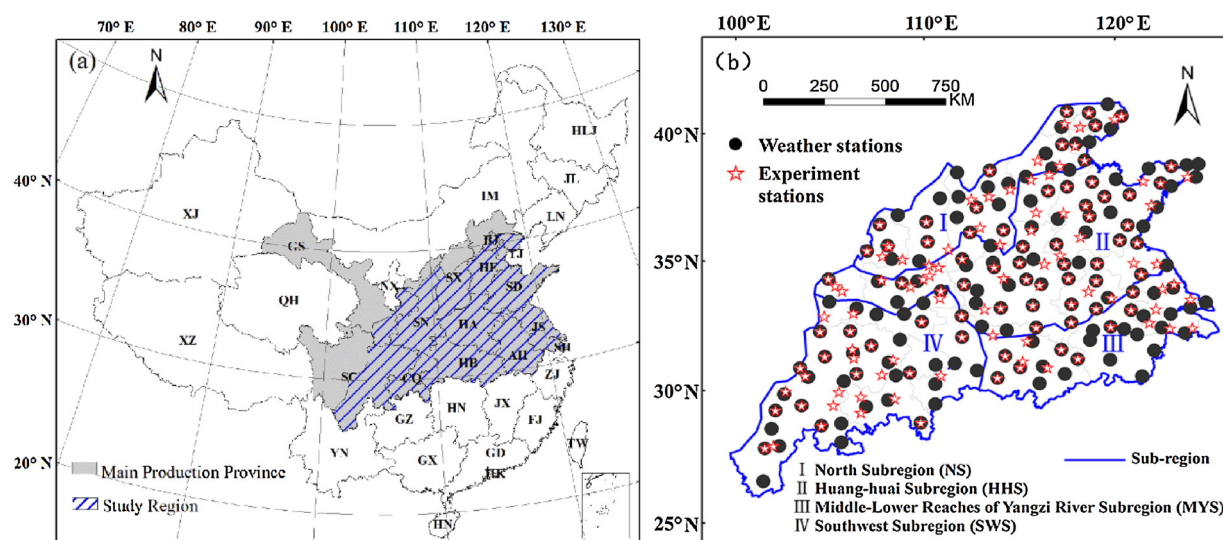 70° E 80° E 90° E 100° E 110° E 120° E 130° E
(a)
N
HLJ
JL
40° N
IM
LN
XJ
GS
BJ
TJ
HE
SX
NX
SD
QH
30° N
SN
HA
JS
XZ
SH
AH
HB
SC
CQ
ZJ
HN
JX
GZ
FJ
YN
TW
GX
GD
HK
20° N
HN
Main Production Province
Study Region
100° E 110° E 120° E
(b)
0 250 500 750
KM
N
40° N
Weather stations
Experiment
stations
I
II
35° N
IV
III
30° N
25° N
I North Subregion (NS)
Sub-region
II Huang-huai Subregion (HHS)
III Middle-Lower Reaches of Yangzi River Subregion (MYS)
IV Southwest Subregion (SWS)